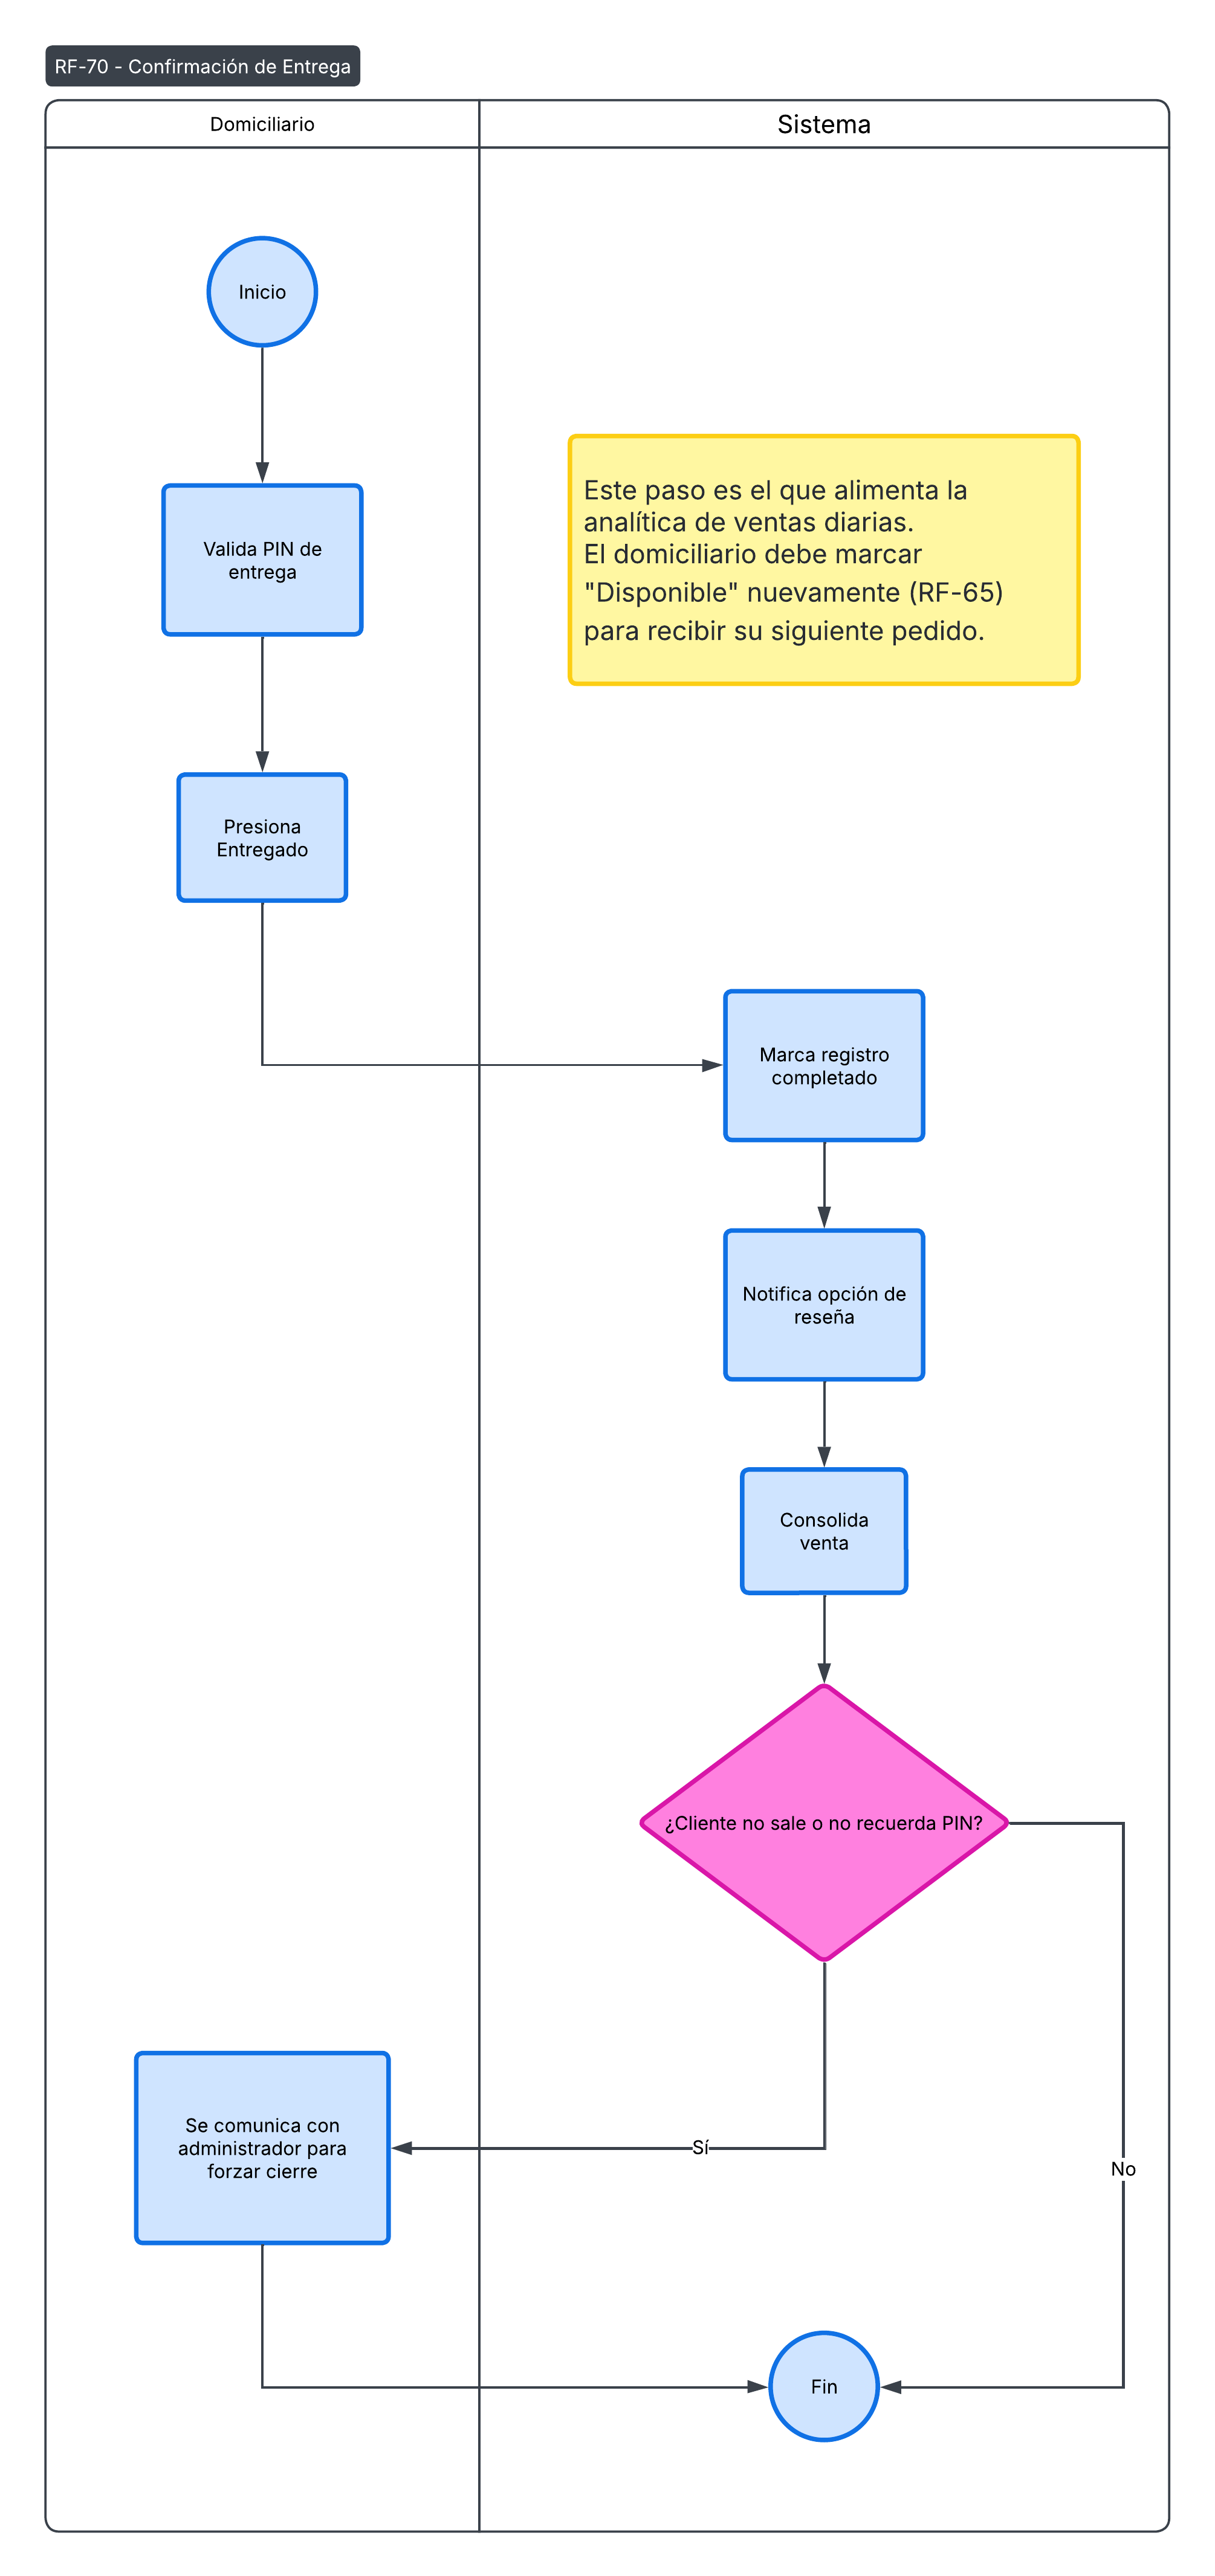 RF-70 - Confirmación de Entrega
Domiciliario
Sistema
Inicio
Este paso es el que alimenta la
analítica de ventas diarias.
El domiciliario debe marcar
"Disponible" nuevamente (RF-65)
para recibir su siguiente pedido.
Valida PIN de
entrega
Presiona
Entregado
Marca registro
completado
Notifica opción de
reseña
Consolida
venta
¿Cliente no sale o no recuerda PIN?
Se comunica con
administrador para
forzar cierre
Sí
No
Fin